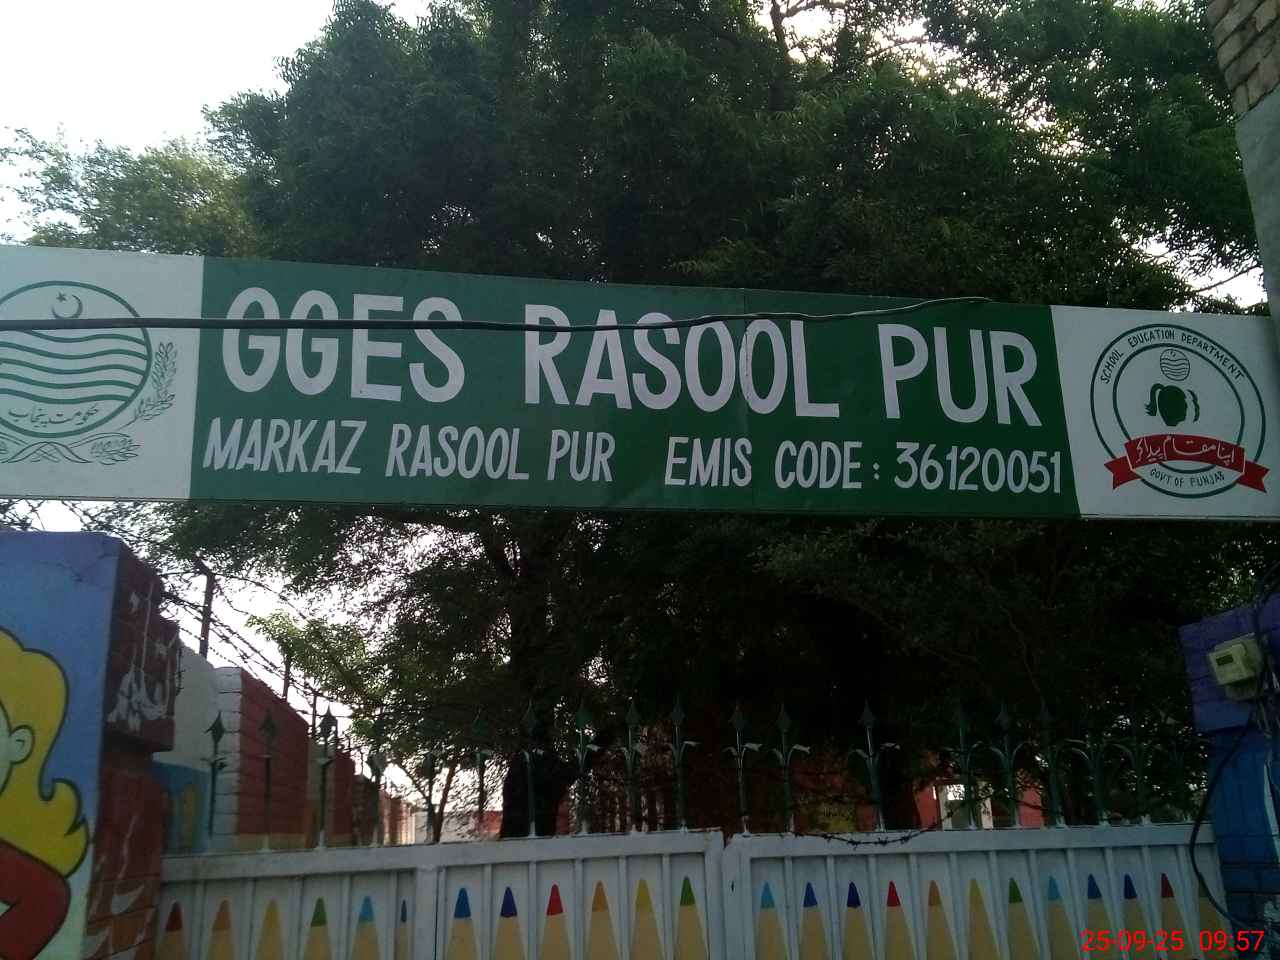 GGES RASOOL PUR
MARKAZ RASOOL PUR EMIS CODE : 36120051
حکومت پنجاب
SCHOOL EDUCATION DEPARTMENT
اپنا مقام پیدا کر
GOVT OF PUNJAB
25-09-25 09:57